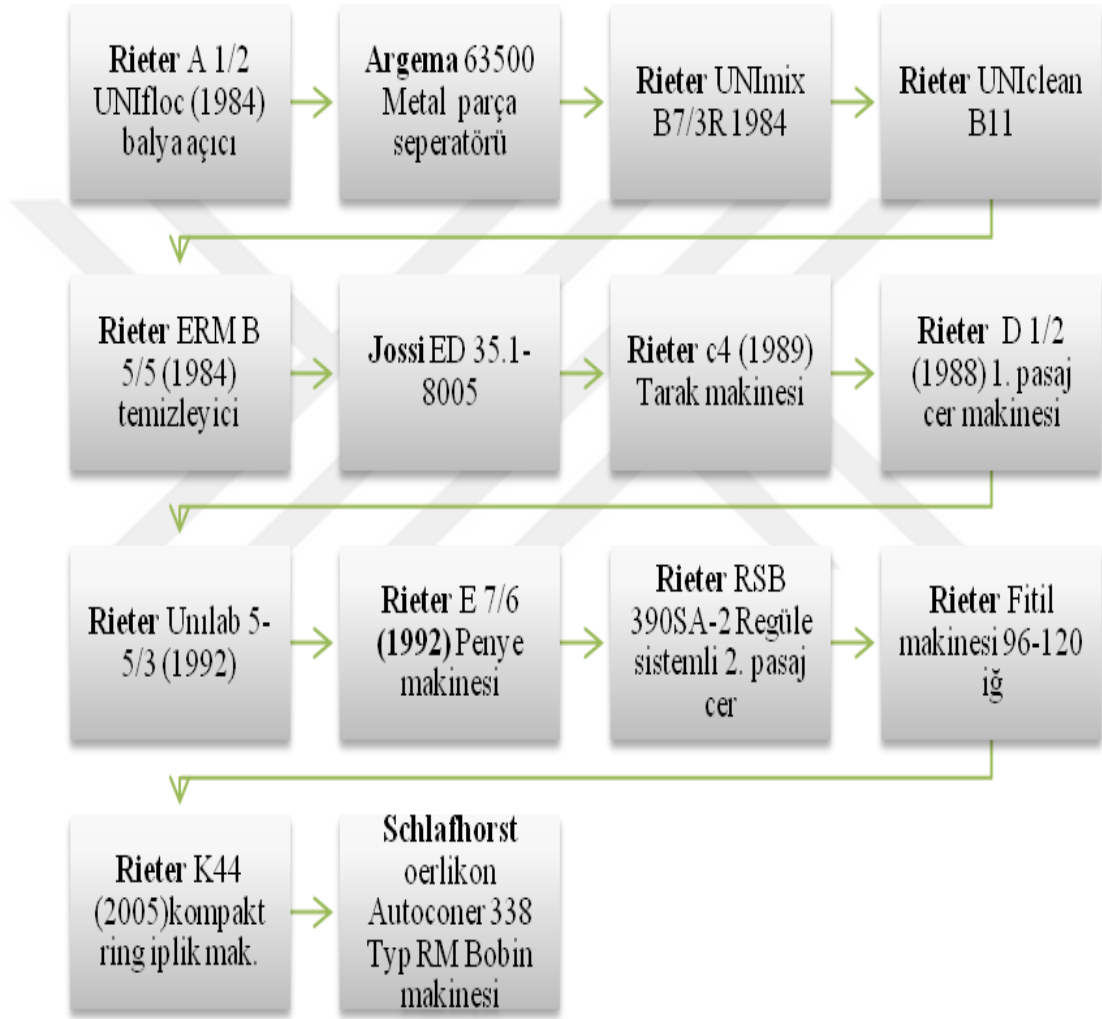 Rieter A 1/2
UNIfloc (1984)
balya açıcı
Argema 63500
Metal parça
seperatörü
Rieter UNImix
B7/3R 1984
Rieter UNIclean
B11
Rieter ERM B
5/5 (1984)
temizleyici
Jossi ED 35.1-
8005
Rieter c4 (1989)
Tarak makinesi
Rieter D 1/2
(1988) 1. pasaj
cer makinesi
Rieter Unılab 5-
5/3 (1992)
Rieter E 7/6
(1992) Penye
makinesi
Rieter RSB
390SA-2 Regüle
sistemli 2. pasaj
cer
Rieter Fitil
makinesi 96-120
iğ
Rieter K44
(2005)kompakt
ring iplik mak.
Schlafhorst
oerlikon
Autoconer 338
Typ RM Bobin
makinesi